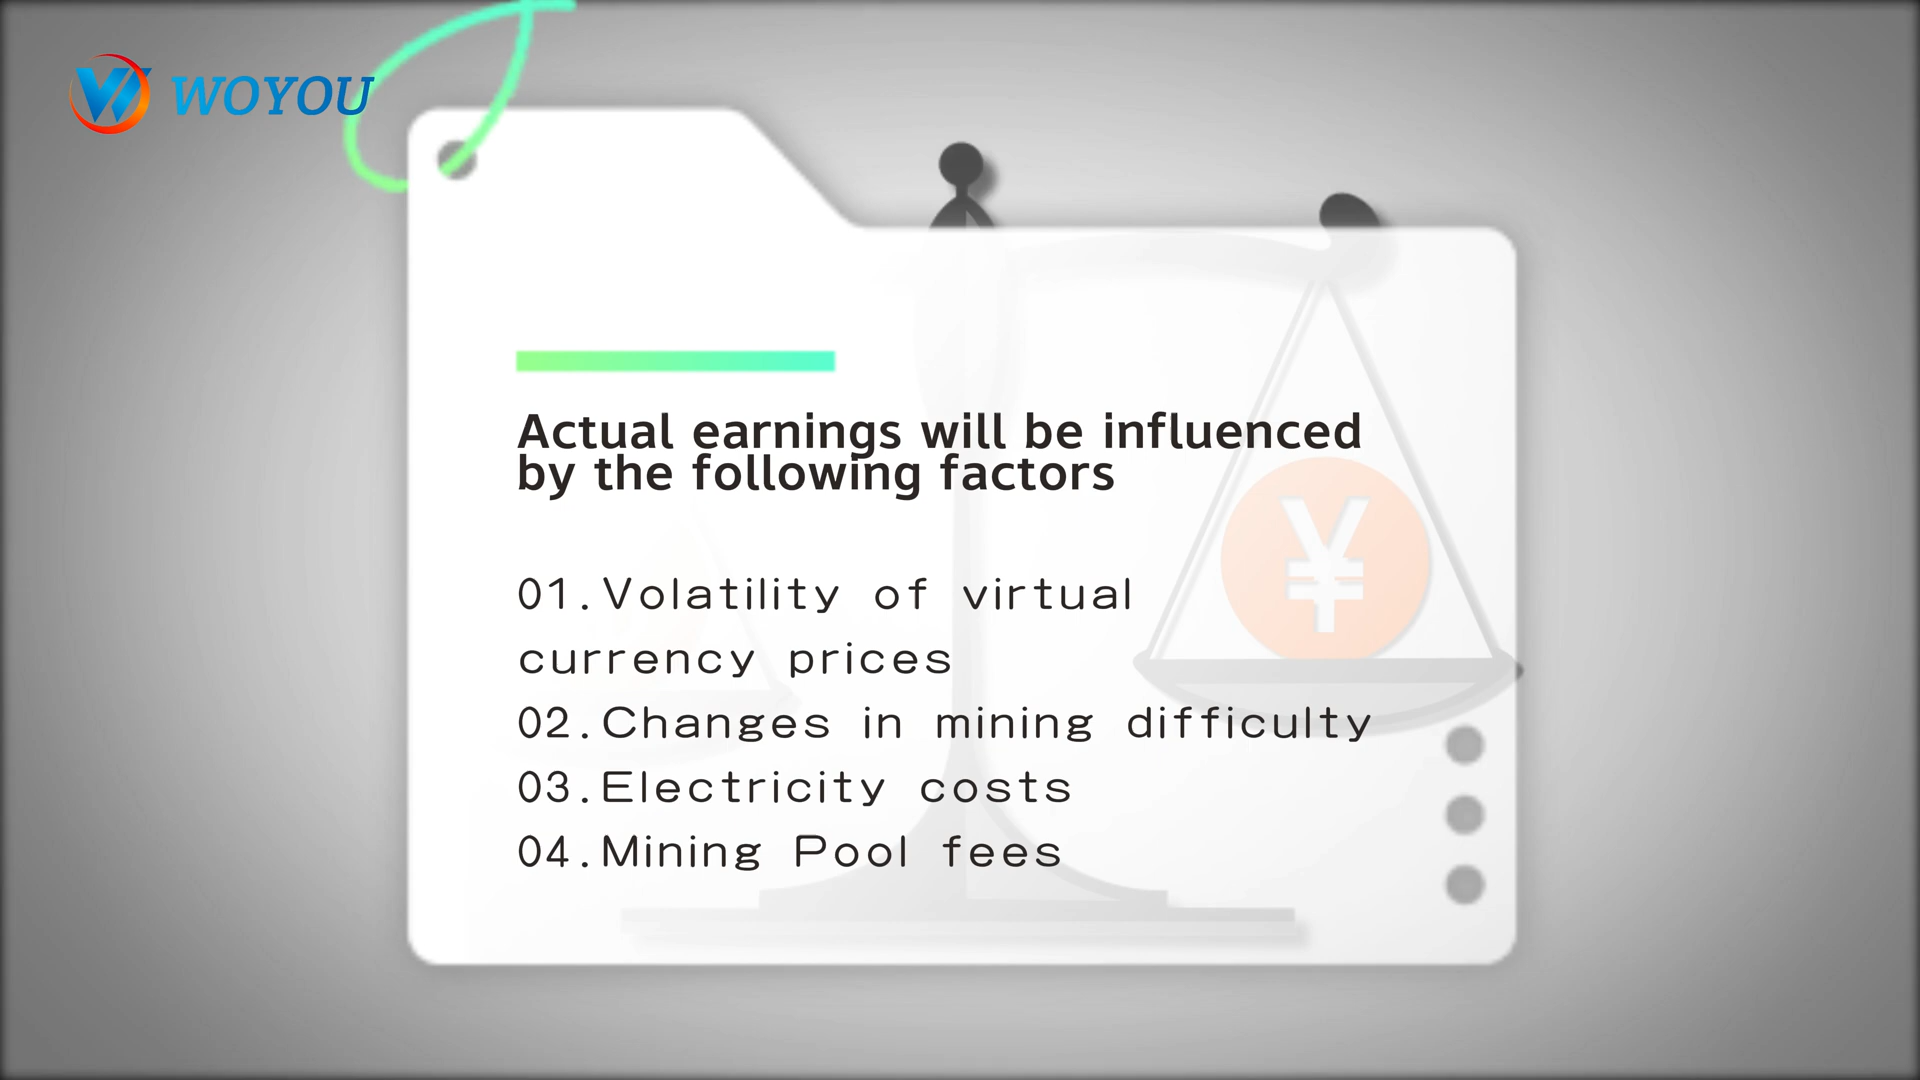 WOYOU
Actual earnings will be influenced
by the following factors
¥
01.Volatility of virtual
currency prices
02.Changes in mining difficulty
03.Electricity costs
04.Mining Pool fees